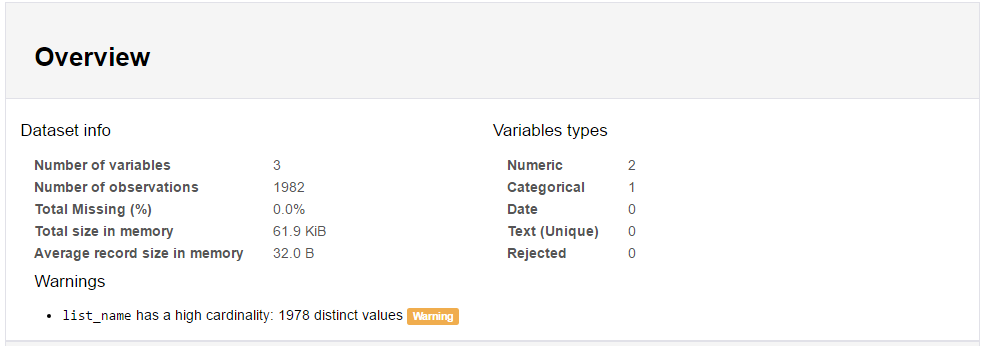 Overview
Dataset info
Number of variables 3
Number of observations 1982
Total Missing (%) 0.0%
Total size in memory 61.9 KiB
Average record size in memory 32.0 B
Variables types
Numeric 2
Categorical 1
Date 0
Text (Unique) 0
Rejected 0
Warnings
• list_name has a high cardinality: 1978 distinct values Warning